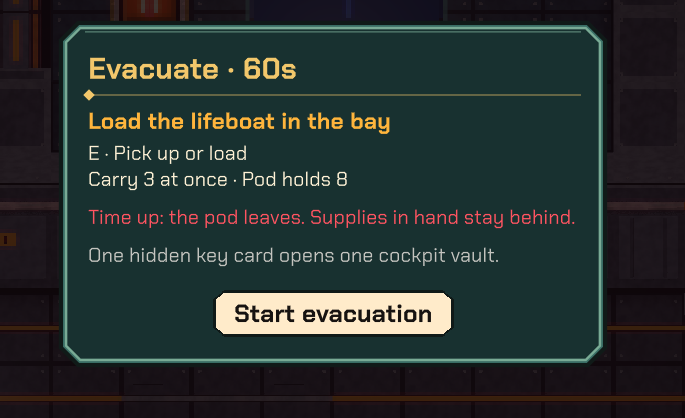 Evacuate · 60s
Load the lifeboat in the bay
E · Pick up or load
Carry 3 at once · Pod holds 8
Time up: the pod leaves. Supplies in hand stay behind.
One hidden key card opens one cockpit vault.
Start evacuation